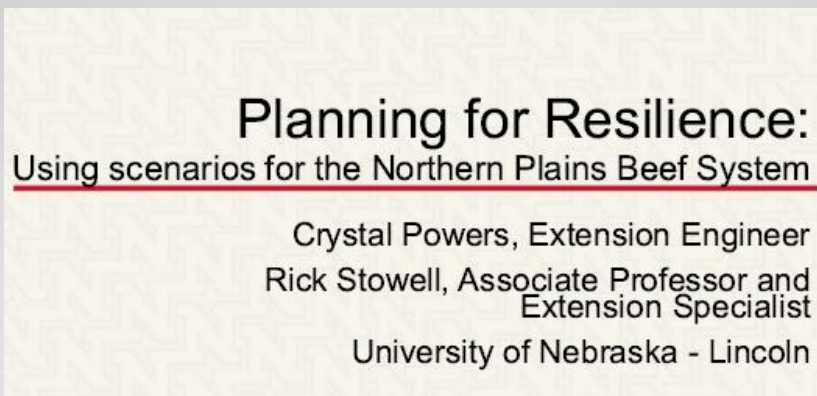 Planning for Resilience:
Using scenarios for the Northern Plains Beef System
Crystal Powers, Extension Engineer
Rick Stowell, Associate Professor and
Extension Specialist
University of Nebraska - Lincoln